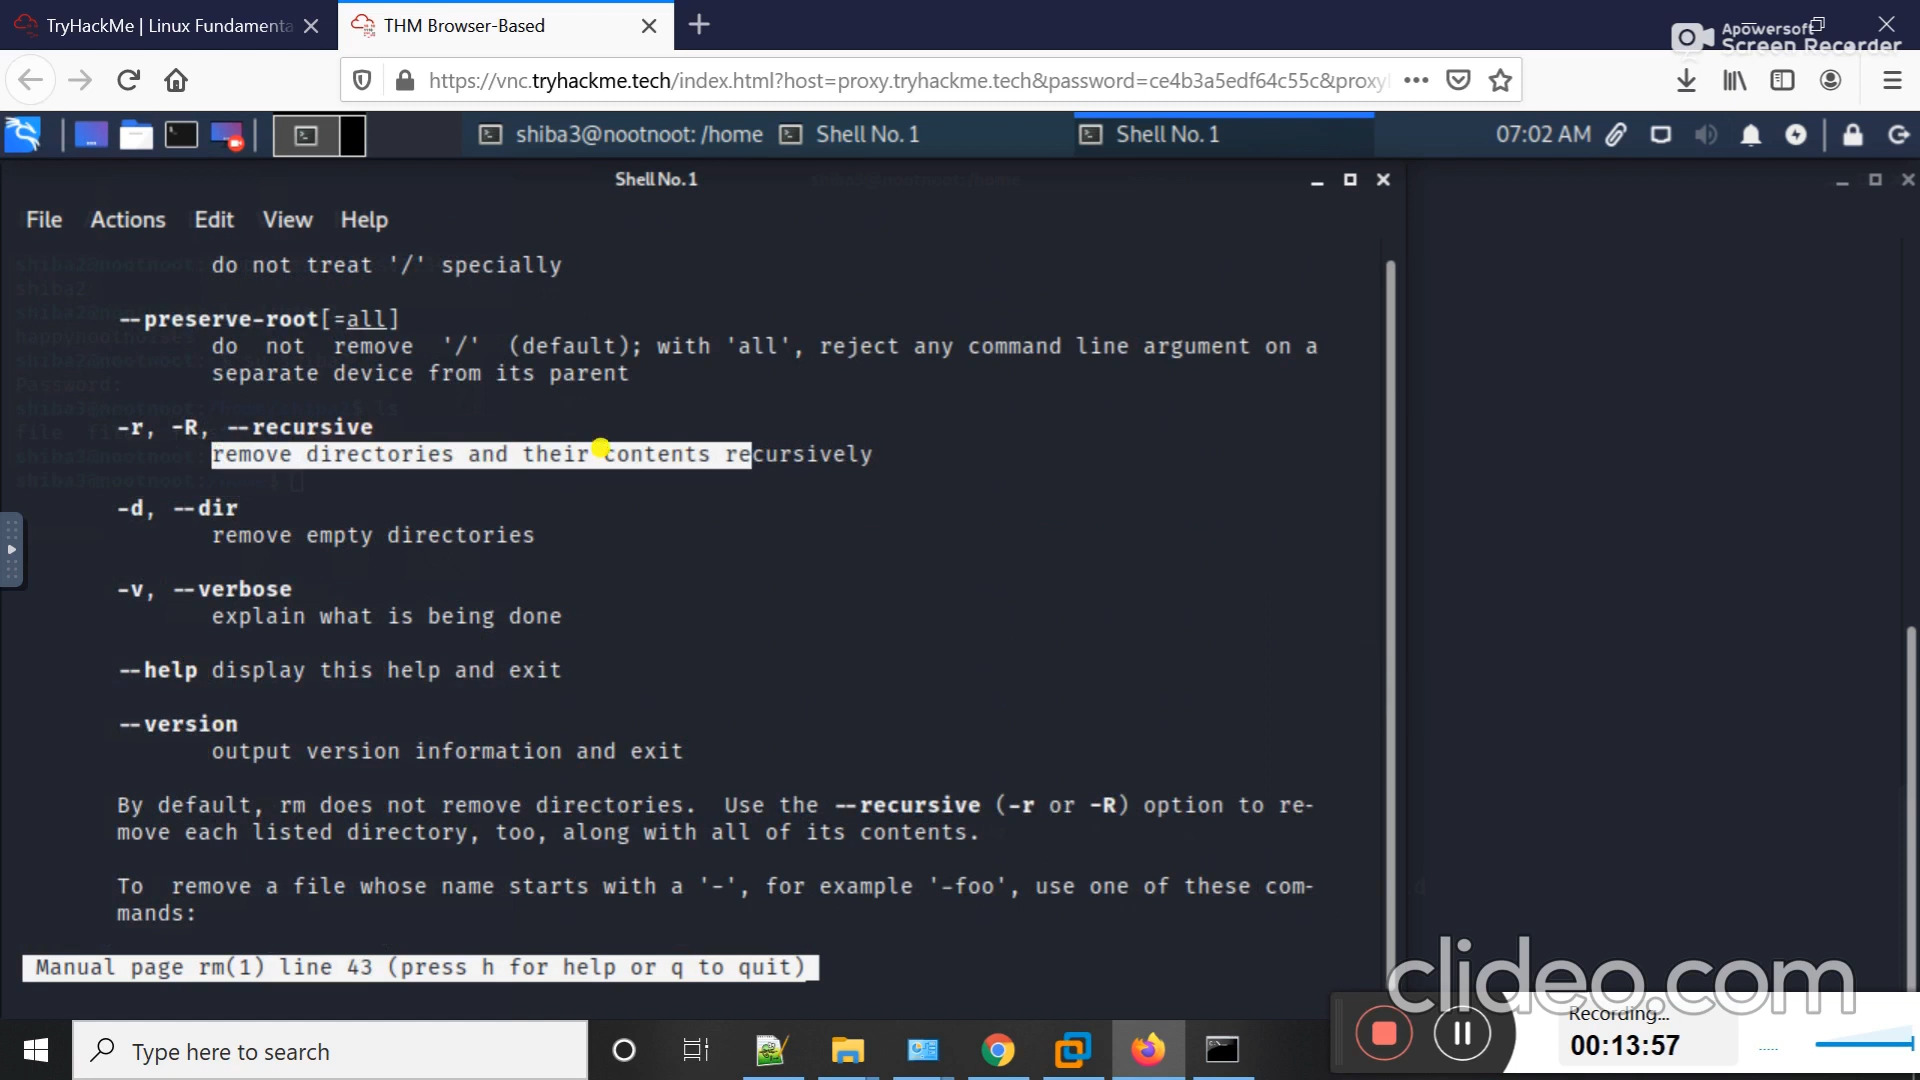 TryHackMe | Linux Fundamenta
THM Browser-Based
Apowersoft
Screen Recorder
https://vnc.tryhackme.tech/index.html?host=proxy.tryhackme.tech&password=ce4b3a5edf64c55c&proxyl
shiba3@nootnoot: /home
Shell No. 1
Shell No. 1
07:02 AM
Shell No. 1
File Actions Edit View Help
do not treat '/' specially
--preserve-root[=all]
do not remove '/' (default); with 'all', reject any command line argument on a
separate device from its parent
-r, -R, --recursive
remove directories and their contents recursively
-d, --dir
remove empty directories
-v, --verbose
explain what is being done
--help display this help and exit
--version
output version information and exit
By default, rm does not remove directories. Use the --recursive (-r or -R) option to re-
move each listed directory, too, along with all of its contents.
To remove a file whose name starts with a '-', for example '-foo', use one of these com-
mands:
Manual page rm(1) line 43 (press h for help or q to quit)
clideo.com
Type here to search
Recording...
00:13:57